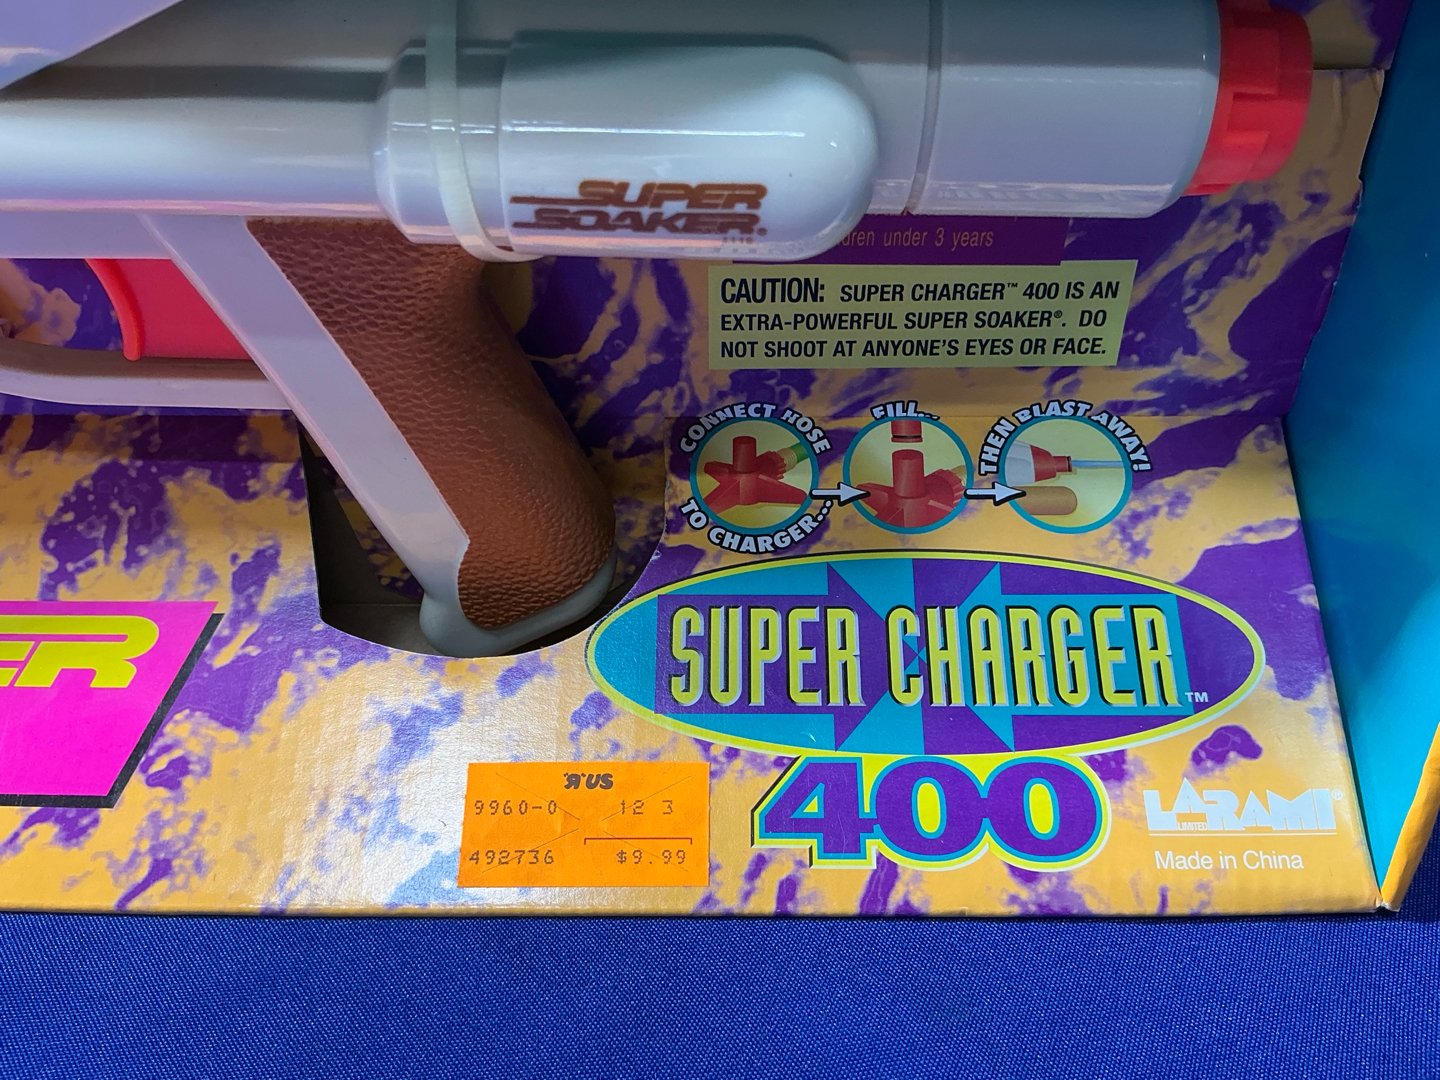 SUPER
SOAKER®
under 3 years
CAUTION: SUPER CHARGER™ 400 IS AN
EXTRA-POWERFUL SUPER SOAKER®. DO
NOT SHOOT AT ANYONE'S EYES OR FACE.
CONNECT HOSE
TO CHARGER...
FILL...
THEN BLAST AWAY!
ER
SUPER CHARGER™
400
"R"US
9960-0 12 3
492736 $9.99
LARAMI®
LIMITED
Made in China